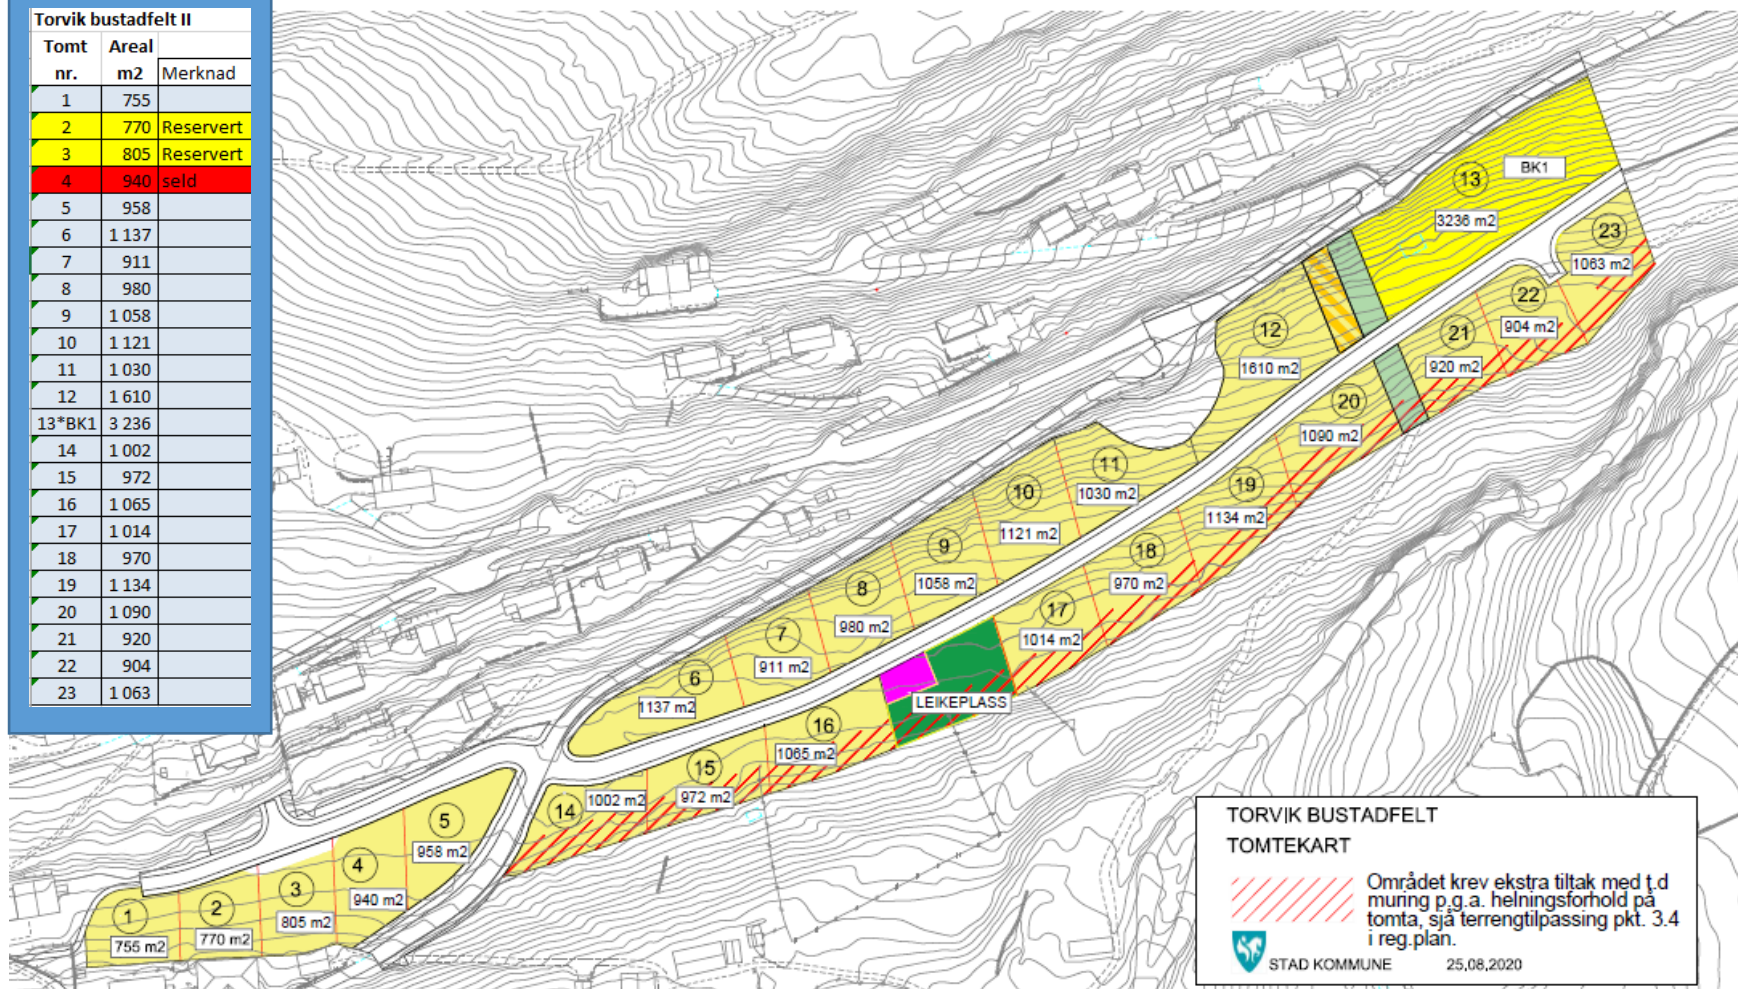 Torvik bustadfelt II
Tomt Areal
nr. m2 Merknad
1 755
2 770 Reservert
3 805 Reservert
4 940 seld
5 958
6 1 137
7 911
8 980
9 1 058
10 1 121
11 1 030
12 1 610
13*BK1 3 236
14 1 002
15 972
16 1 065
17 1 014
18 970
19 1 134
20 1 090
21 920
22 904
23 1 063
13
BK1
3236 m2
23
1063 m2
22
904 m2
12
1610 m2
21
920 m2
20
1090 m2
11
1030 m2
10
1121 m2
19
1134 m2
9
1058 m2
18
970 m2
8
980 m2
17
1014 m2
7
911 m2
6
1137 m2
LEIKEPLASS
16
1065 m2
15
972 m2
14
1002 m2
5
958 m2
4
940 m2
3
805 m2
2
770 m2
1
755 m2
TORVIK BUSTADFELT
TOMTEKART
Området krev ekstra tiltak med t.d
muring p.g.a. helningsforhold på
tomta, sjå terrengtilpassing pkt. 3.4
i reg.plan.
STAD KOMMUNE 25.08.2020